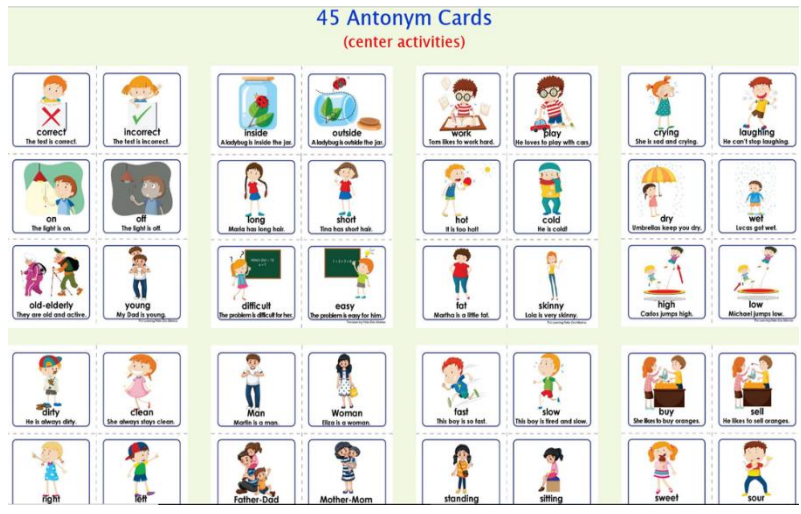 45 Antonym Cards
(center activities)
correct
The test is correct.
incorrect
The test is incorrect.
inside
A ladybug is inside the jar.
outside
A ladybug is outside the jar.
work
Tom likes to work hard.
play
He loves to play with cars.
crying
She is sad and crying.
laughing
He can't stop laughing.
on
The light is on.
off
The light is off.
long
Maria has long hair.
short
Tina has short hair.
hot
It is too hot!
cold
He is cold!
dry
Umbrellas keep you dry.
wet
Lucas got wet.
old-elderly
They are old and active.
young
My Dad is young.
difficult
The problem is difficult for her.
easy
The problem is easy for him.
fat
Martha is a little fat.
skinny
Lola is very skinny.
high
Carlos jumps high.
low
Michael jumps low.
dirty
He is always dirty.
clean
She always stays clean.
Man
Martin is a man.
Woman
Eliza is a woman.
fast
This boy is so fast.
slow
This boy is tired and slow.
buy
She likes to buy oranges.
sell
He likes to sell oranges.
right
left
Father-Dad
Mother-Mom
standing
sitting
sweet
sour